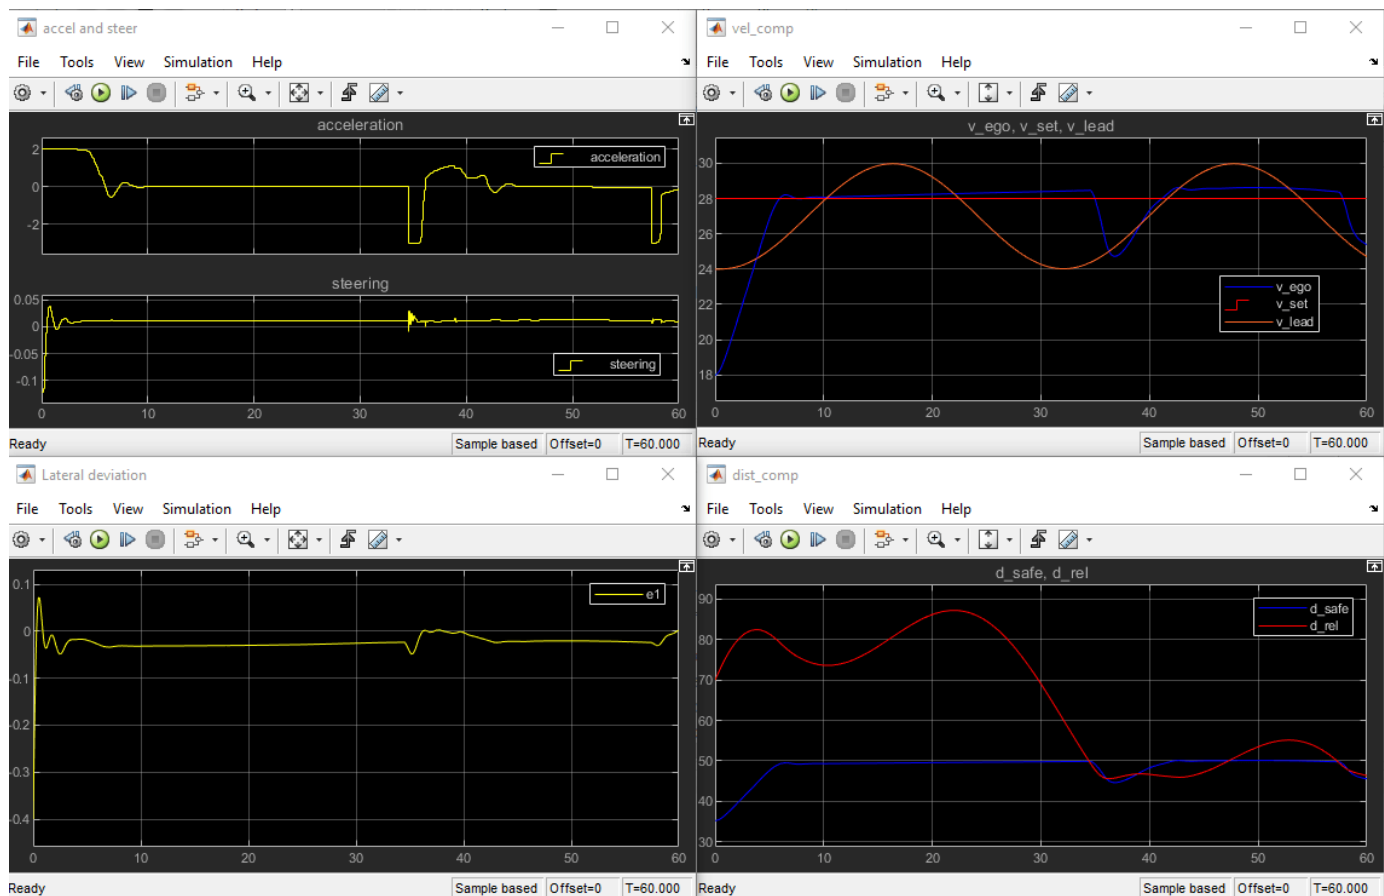 accel and steer
File Tools View Simulation Help
acceleration
acceleration
2
0
-2
steering
0.05
0
-0.05
-0.1
steering
0 10 20 30 40 50 60
Ready Sample based Offset=0 T=60.000
vel_comp
File Tools View Simulation Help
v_ego, v_set, v_lead
30
28
26
24
22
20
18
v_ego
v_set
v_lead
0 10 20 30 40 50 60
Ready Sample based Offset=0 T=60.000
Lateral deviation
File Tools View Simulation Help
0.1
0
-0.1
-0.2
-0.3
-0.4
e1
0 10 20 30 40 50 60
Ready Sample based Offset=0 T=60.000
dist_comp
File Tools View Simulation Help
d_safe, d_rel
90
80
70
60
50
40
30
d_safe
d_rel
0 10 20 30 40 50 60
Ready Sample based Offset=0 T=60.000